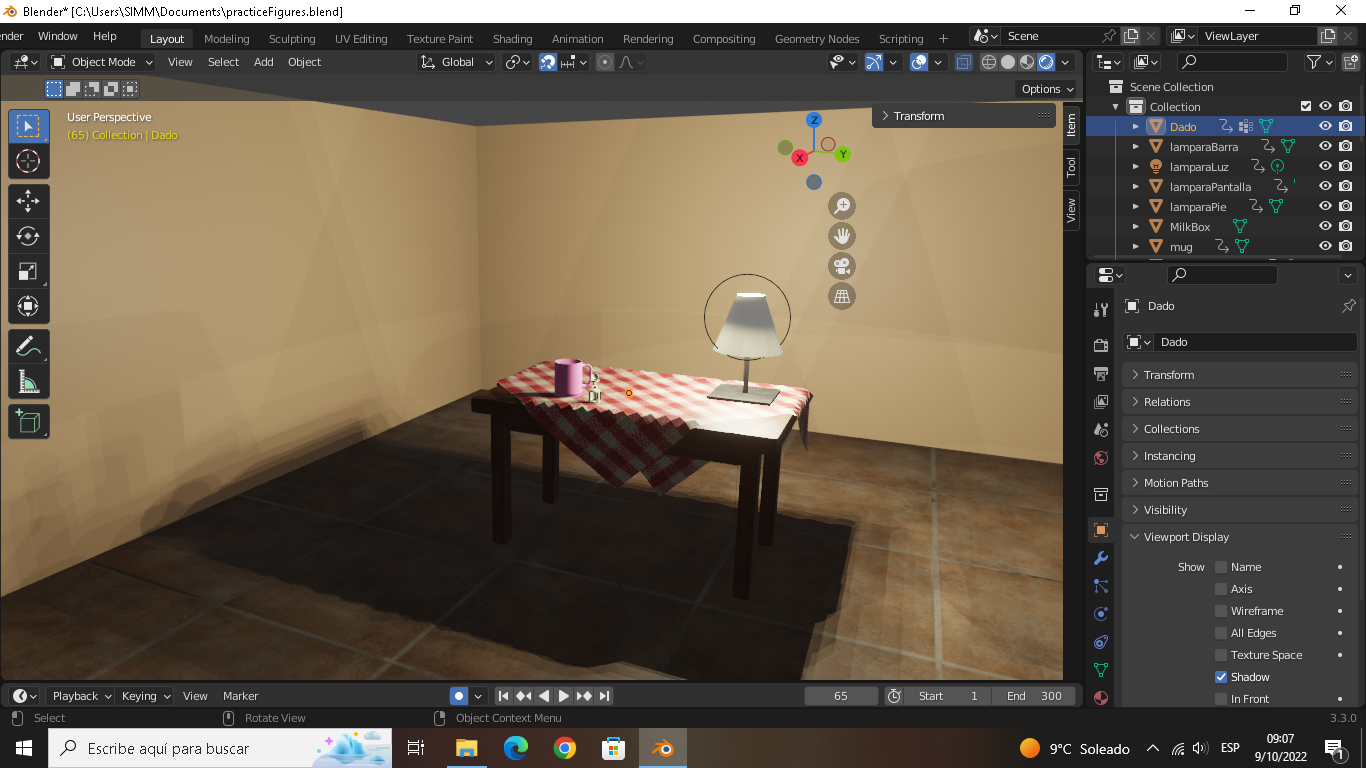 Blender* [C:\Users\SIMM\Documents\practiceFigures.blend]
nder Window Help Layout Modeling Sculpting UV Editing Texture Paint Shading Animation Rendering Compositing Geometry Nodes Scripting + Scene ViewLayer
Object Mode View Select Add Object Global
Options
User Perspective
(65) Collection | Dado
Transform
Item
Tool
View
Z
X
Y
Scene Collection
Collection
Dado
lamparaBarra
lamparaLuz
lamparaPantalla
lamparaPie
MilkBox
mug
Dado
Dado
Transform
Relations
Collections
Instancing
Motion Paths
Visibility
Viewport Display
Show Name
Axis
Wireframe
All Edges
Texture Space
Shadow
In Front
Playback Keying View Marker 65 Start 1 End 300
Select Rotate View Object Context Menu 3.3.0
Escribe aquí para buscar
9°C Soleado
ESP
09:07
9/10/2022
1